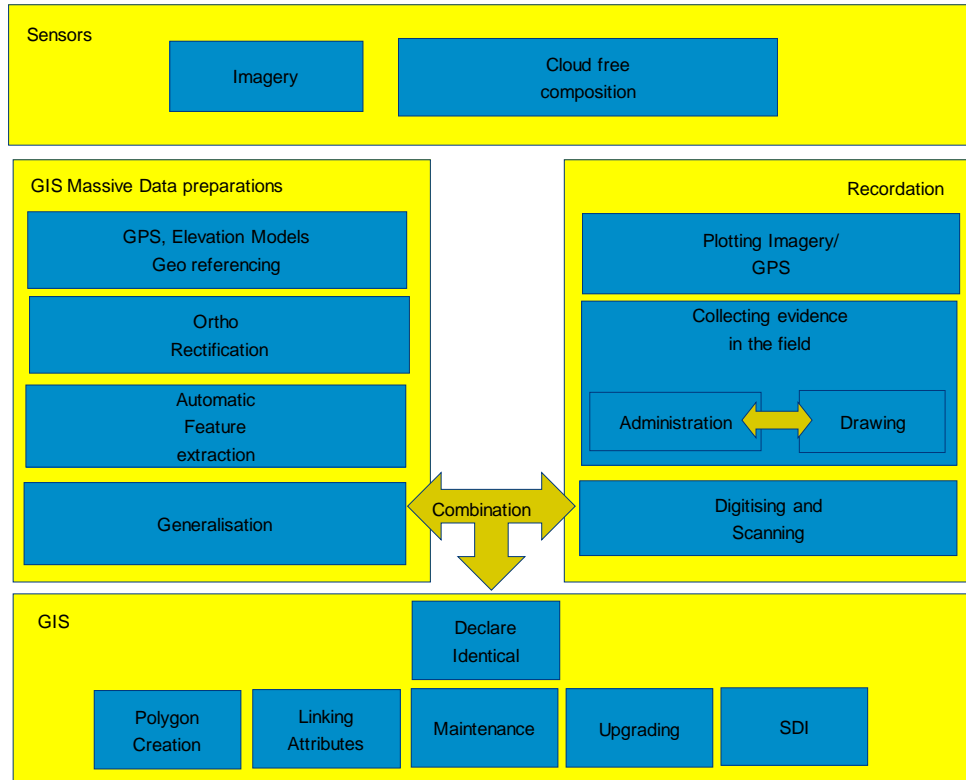 Sensors
Imagery
Cloud free
composition
GIS Massive Data preparations
GPS, Elevation Models
Geo referencing
Ortho
Rectification
Automatic
Feature
extraction
Generalisation
Combination
Recordation
Plotting Imagery/
GPS
Collecting evidence
in the field
Administration
Drawing
Digitising and
Scanning
GIS
Declare
Identical
Polygon
Creation
Linking
Attributes
Maintenance
Upgrading
SDI